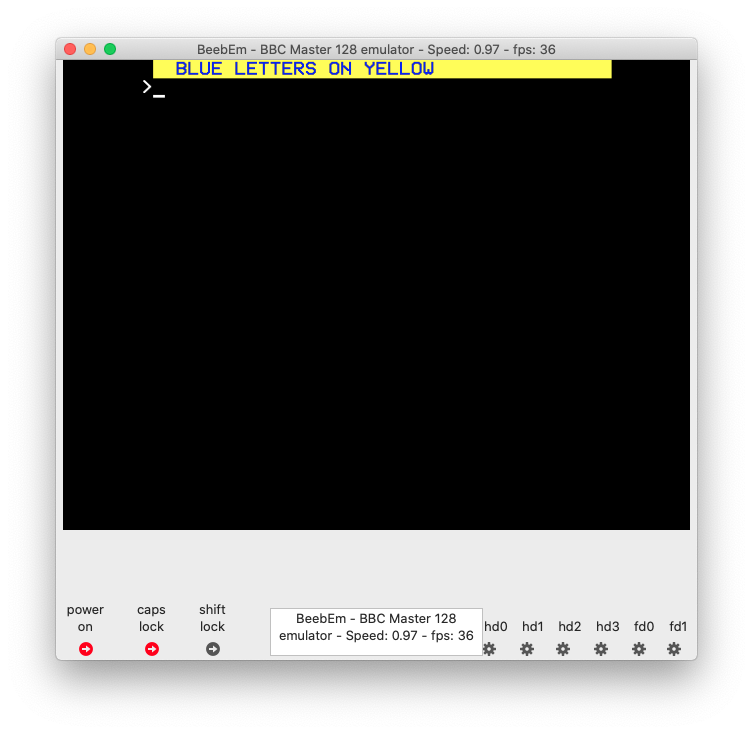 BeebEm - BBC Master 128 emulator - Speed: 0.97 - fps: 36
BLUE LETTERS ON YELLOW
>_
power on
caps lock
shift lock
BeebEm - BBC Master 128
emulator - Speed: 0.97 - fps: 36
hd0 hd1 hd2 hd3 fd0 fd1